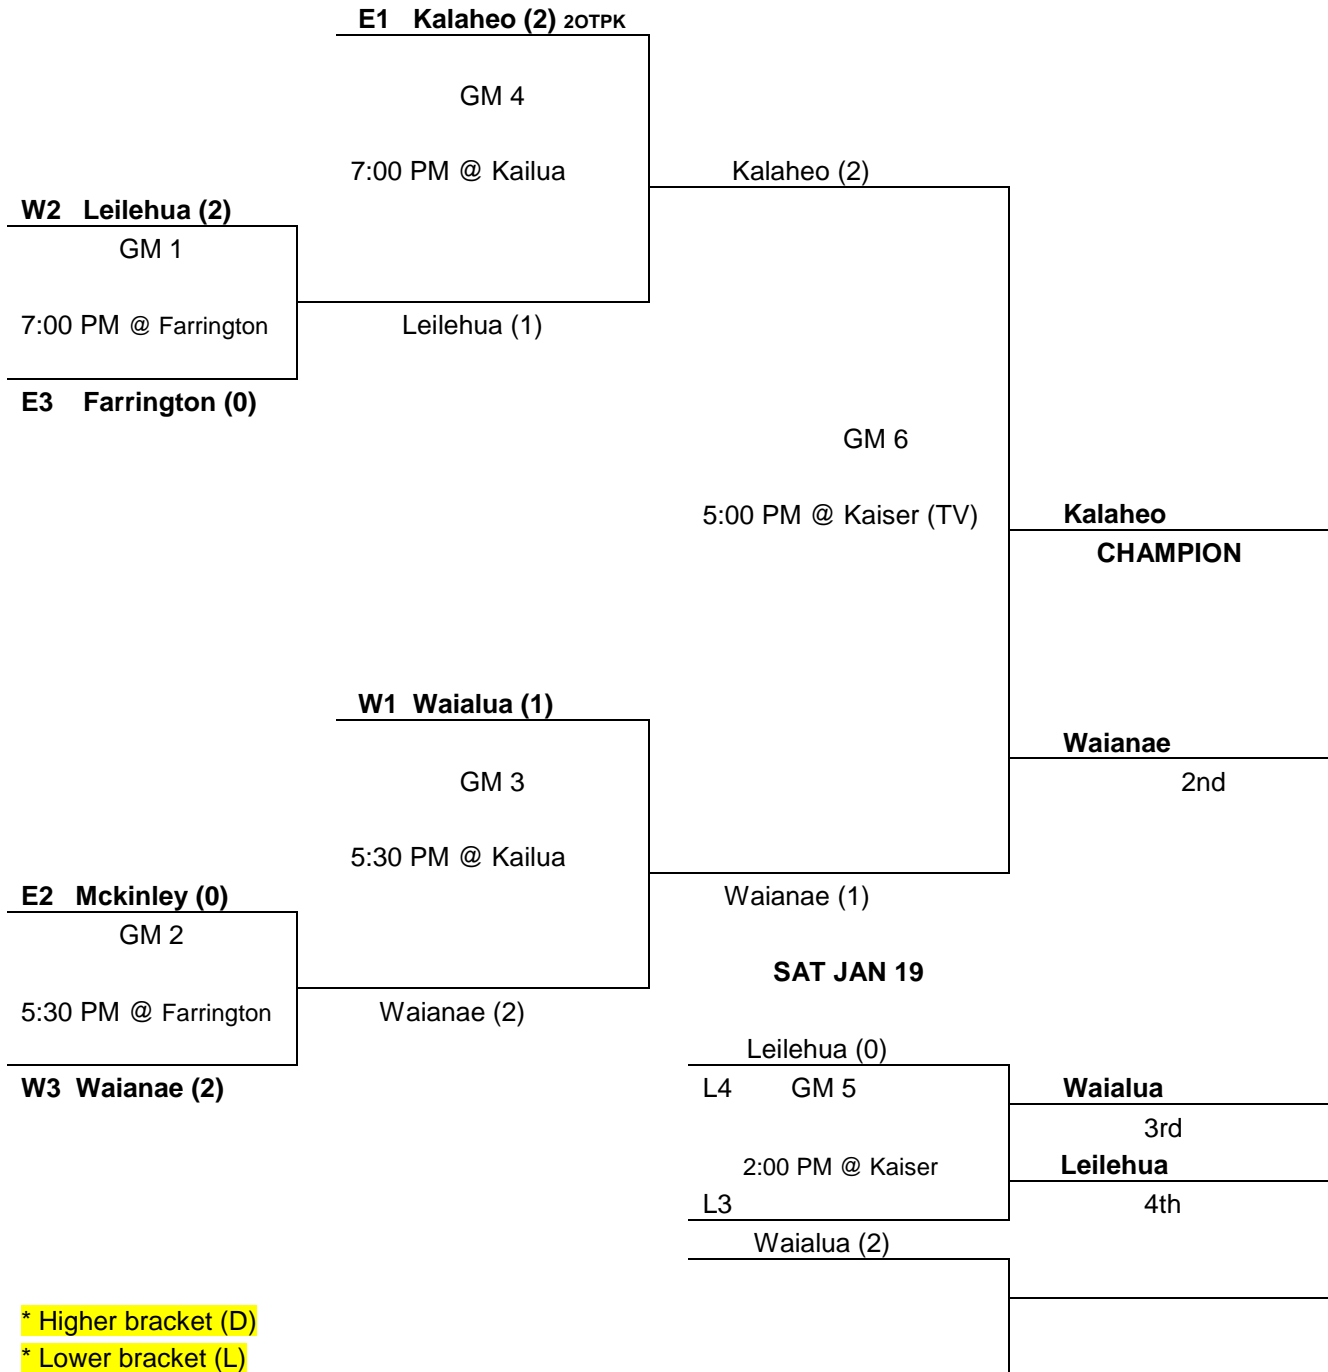 E1 Kalaheo (2) 2OTPK
GM 4
7:00 PM @ Kailua
Kalaheo (2)
W2 Leilehua (2)
GM 1
7:00 PM @ Farrington
Leilehua (1)
E3 Farrington (0)
GM 6
5:00 PM @ Kaiser (TV)
Kalaheo
CHAMPION
W1 Waialua (1)
Waianae
2nd
GM 3
5:30 PM @ Kailua
E2 Mckinley (0)
Waianae (1)
GM 2
SAT JAN 19
5:30 PM @ Farrington
Waianae (2)
Leilehua (0)
W3 Waianae (2)
L4 GM 5
Waialua
3rd
2:00 PM @ Kaiser
Leilehua
L3
4th
Waialua (2)
* Higher bracket (D)
* Lower bracket (L)